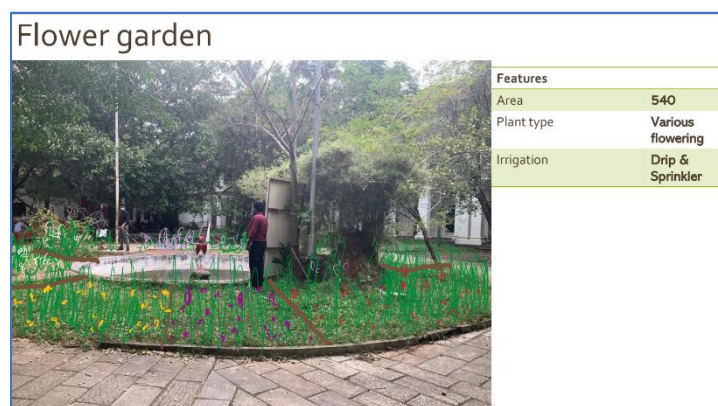 Flower garden
Features
Area 540
Plant type Various
flowering
Irrigation Drip &
Sprinkler